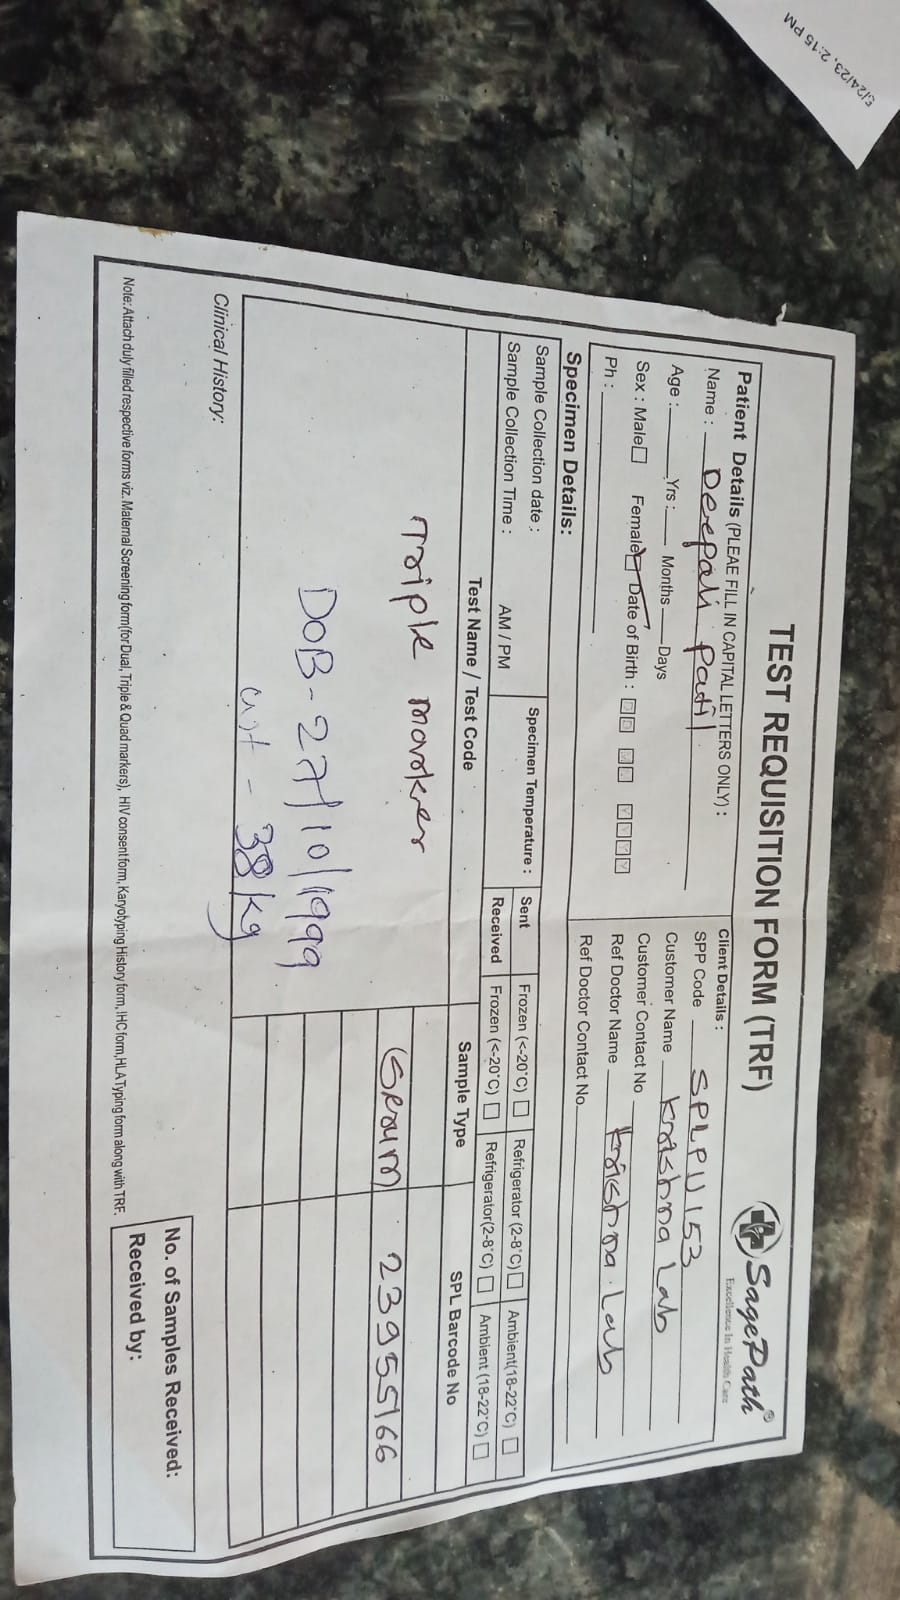 5/24/23, 2:15 PM
TEST REQUISITION FORM (TRF)
SagePath®
Excellence In Health Care
Patient Details (PLEAE FILL IN CAPITAL LETTERS ONLY) :
Name : Deepali Patil
Age : Yrs : Months Days
Sex : Male Female Date of Birth : D D M M Y Y Y Y
Ph :
Client Details :
SPP Code SPLPU153
Customer Name Krishna Lab
Customer Contact No
Ref Doctor Name Krishna Lab
Ref Doctor Contact No
Specimen Details:
Sample Collection date :
Sample Collection Time : AM / PM
Specimen Temperature :
Sent Frozen (<-20°C) Refrigerator (2-8°C) Ambient(18-22°C)
Received Frozen (<-20°C) Refrigerator(2-8°C) Ambient (18-22°C)
Test Name / Test Code Sample Type SPL Barcode No
Triple marker Seroum 23955166
DOB-27/10/1999
wt - 38kg
Clinical History:
No. of Samples Received:
Received by:
Note: Attach duly filled respective forms viz. Maternal Screening form(for Dual, Triple & Quad markers), HIV consent form, Karyotyping History form, IHC form, HLA Typing form along with TRF.